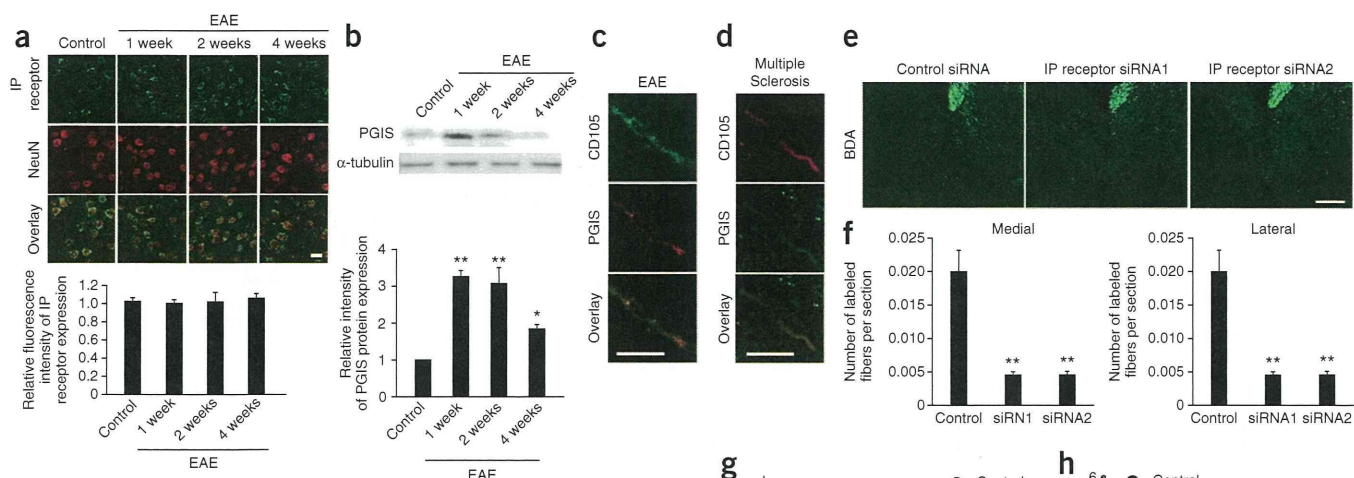 a
EAE
Control
1 week
2 weeks
4 weeks
IP
receptor
NeuN
Overlay
Relative fluorescence
intensity of IP
receptor expression
1.2
1.0
0.8
0.6
0.4
0.2
0
Control
1 week
2 weeks
4 weeks
EAE
b
EAE
Control
1 week
2 weeks
4 weeks
PGIS
α-tubulin
Relative intensity
of PGIS protein expression
4
3
2
1
0
**
**
*
Control
1 week
2 weeks
4 weeks
EAE
c
EAE
CD105
PGIS
Overlay
d
Multiple
Sclerosis
CD105
PGIS
Overlay
e
Control siRNA
IP receptor siRNA1
IP receptor siRNA2
BDA
f
Medial
Number of labeled
fibers per section
0.025
0.020
0.015
0.010
0.005
0
**
**
Control
siRN1
siRNA2
Lateral
Number of labeled
fibers per section
0.025
0.020
0.015
0.010
0.005
0
**
**
Control
siRNA1
siRNA2
g
Control
h
6
Control